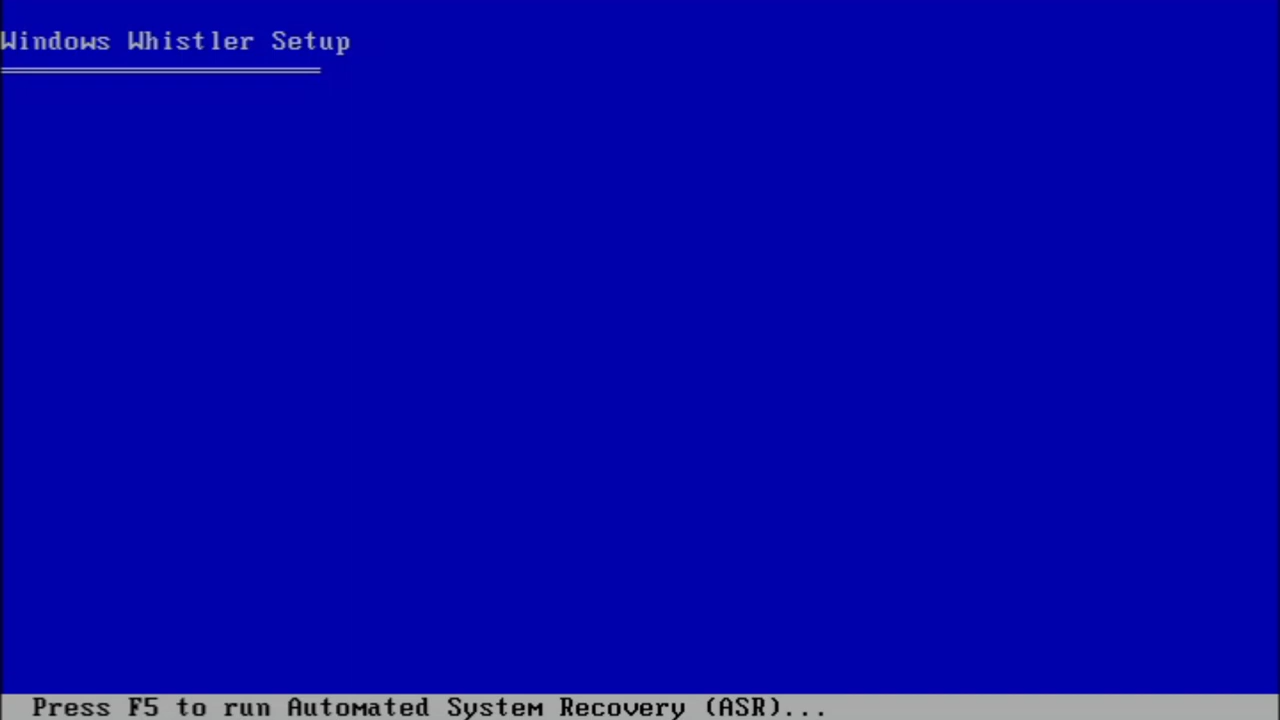 Windows Whistler Setup
Press F5 to run Automated System Recovery (ASR)...